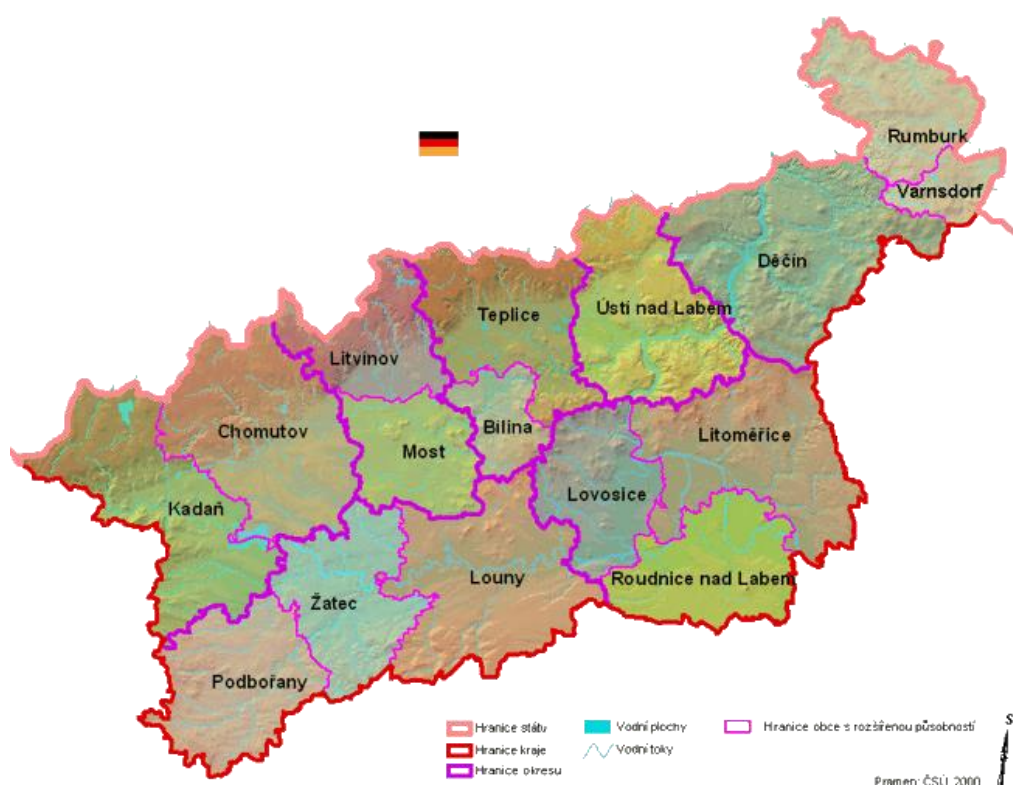 Rumburk
Varnsdorf
Děčín
Ústí nad Labem
Teplice
Litvínov
Chomutov
Most
Bílina
Litoměřice
Lovosice
Kadaň
Louny
Roudnice nad Labem
Žatec
Podbořany
Hranice státu
Vodní plochy
Hranice obce s rozšířenou působností
Hranice kraje
Vodní toky
Hranice okresu
S
Pramen: ČSÚ, 2000